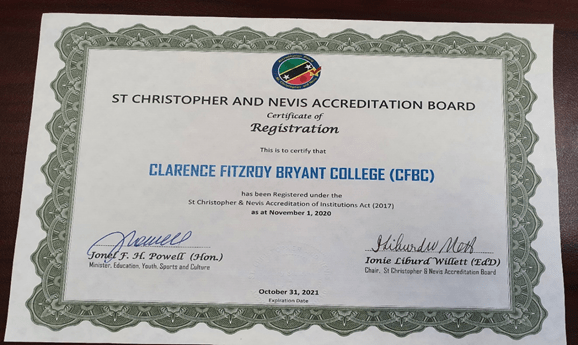 ST CHRISTOPHER AND NEVIS ACCREDITATION BOARD
Certificate of
Registration
This is to certify that
CLARENCE FITZROY BRYANT COLLEGE (CFBC)
has been Registered under the
St Christopher & Nevis Accreditation of Institutions Act (2017)
as at November 1, 2020
Jonel F. H. Powell (Hon.)
Minister, Education, Youth, Sports and Culture
Ionie Liburd Willett (EdD)
Chair, St Christopher & Nevis Accreditation Board
October 31, 2021
Expiration Date